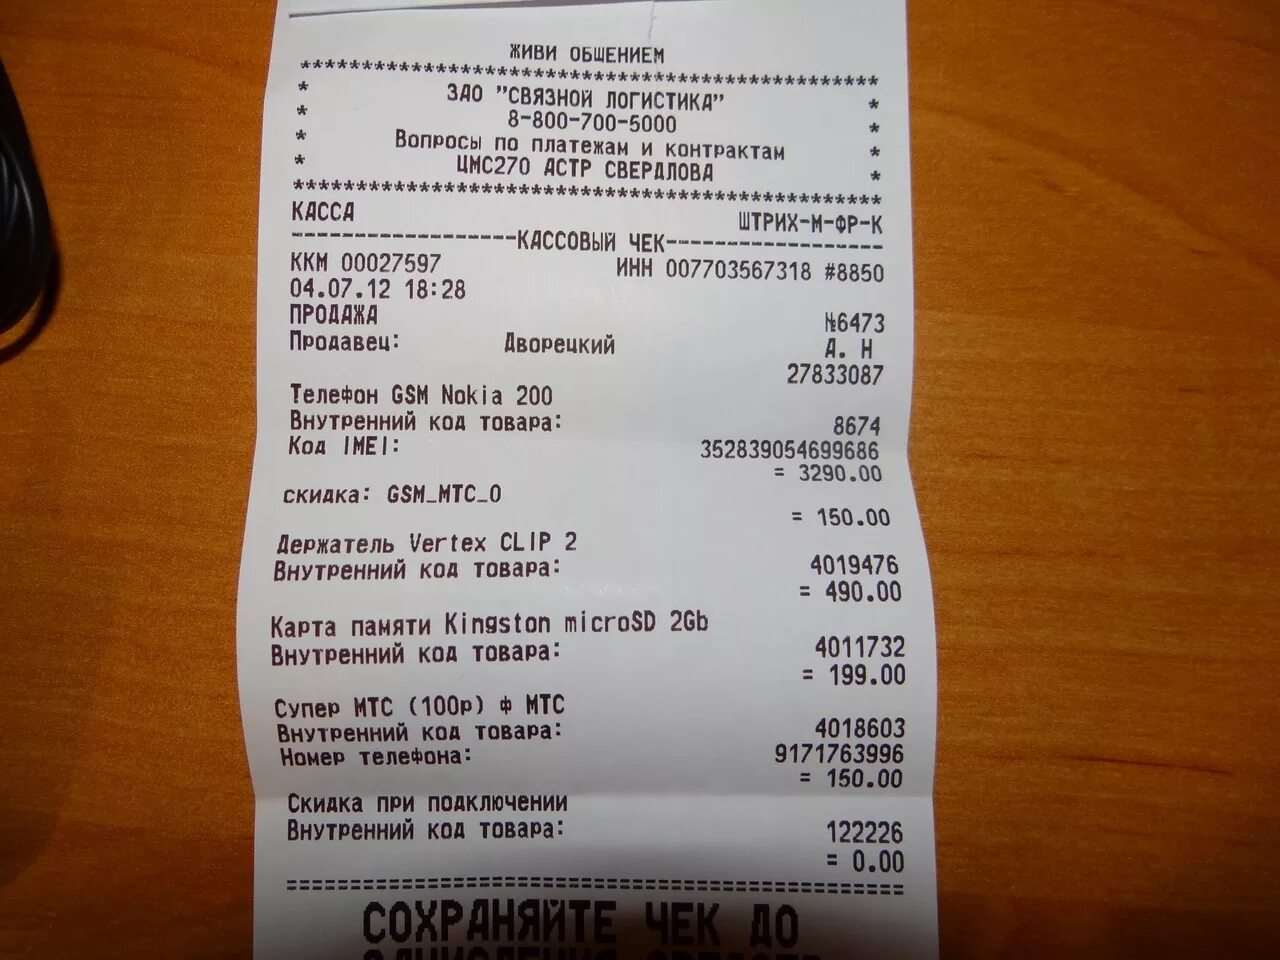 ЖИВИ ОБЩЕНИЕМ
************************************************
* ЗАО "СВЯЗНОЙ ЛОГИСТИКА" *
* 8-800-700-5000 *
* Вопросы по платежам и контрактам *
* ЦМС270 АСТР СВЕРДЛОВА *
************************************************
КАССА ШТРИХ-М-ФР-К
------------------КАССОВЫЙ ЧЕК------------------
ККМ 00027597 ИНН 007703567318 #8850
04.07.12 18:28
ПРОДАЖА №6473
Продавец: Дворецкий А. Н
27833087
Телефон GSM Nokia 200
Внутренний код товара: 8674
Код IMEI: 352839054699686
= 3290.00
скидка: GSM_МТС_0
= 150.00
Держатель Vertex CLIP 2
Внутренний код товара: 4019476
= 490.00
Карта памяти Kingston microSD 2Gb
Внутренний код товара: 4011732
= 199.00
Супер МТС (100р) Ф МТС
Внутренний код товара: 4018603
Номер телефона: 9171763996
= 150.00
Скидка при подключении
Внутренний код товара: 122226
= 0.00
================================================
СОХРАНЯЙТЕ ЧЕК ДО